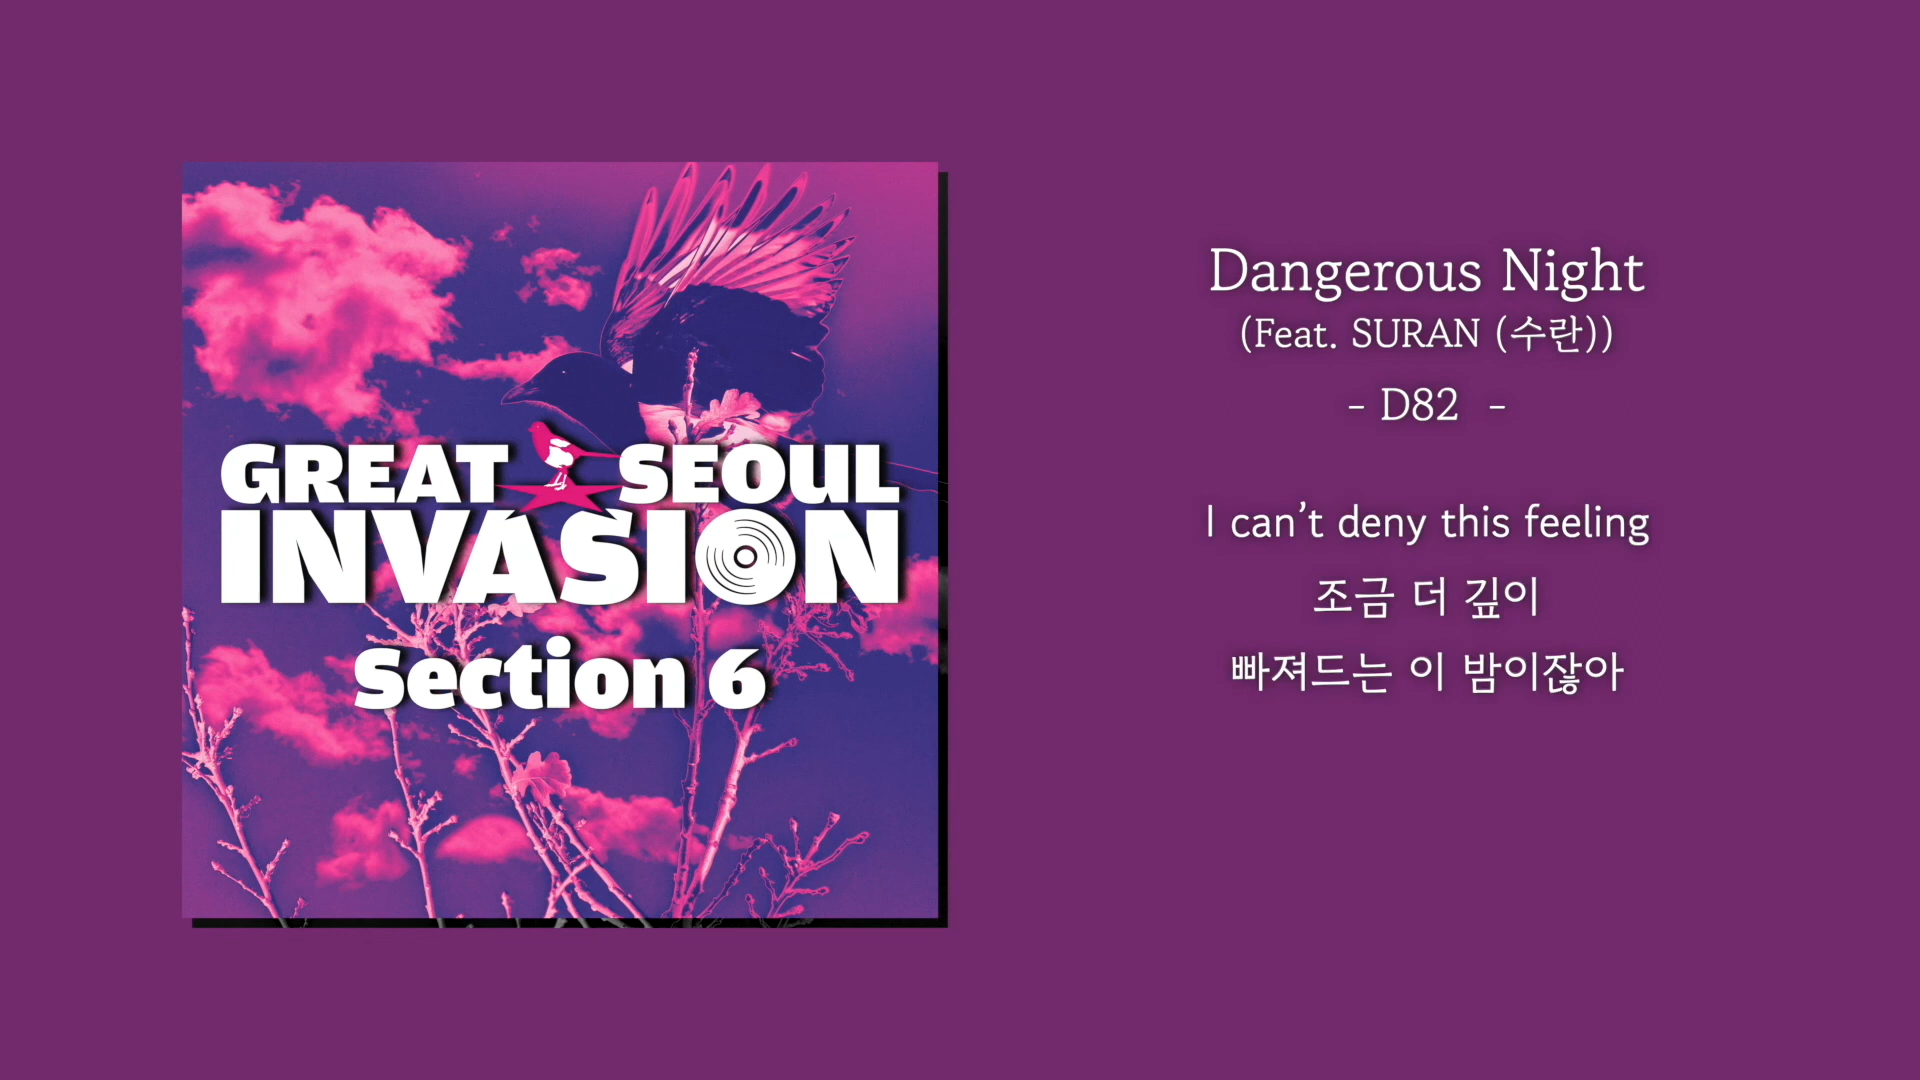 GREAT SEOUL
INVASION
Section 6
Dangerous Night
(Feat. SURAN (수란))
- D82 -
I can't deny this feeling
조금 더 깊이
빠져드는 이 밤이잖아